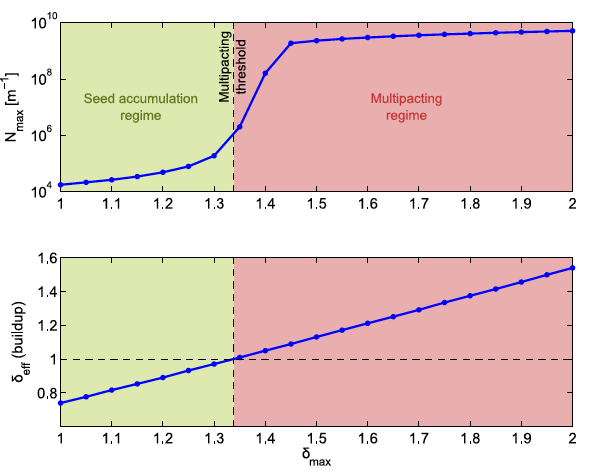 10^10
10^8
10^6
10^4
N_max [m^-1]
Seed accumulation
regime
Multipacting
threshold
Multipacting
regime
1 1.1 1.2 1.3 1.4 1.5 1.6 1.7 1.8 1.9 2
1.6
1.4
1.2
1
0.8
δ_eff (buildup)
1 1.1 1.2 1.3 1.4 1.5 1.6 1.7 1.8 1.9 2
δ_max